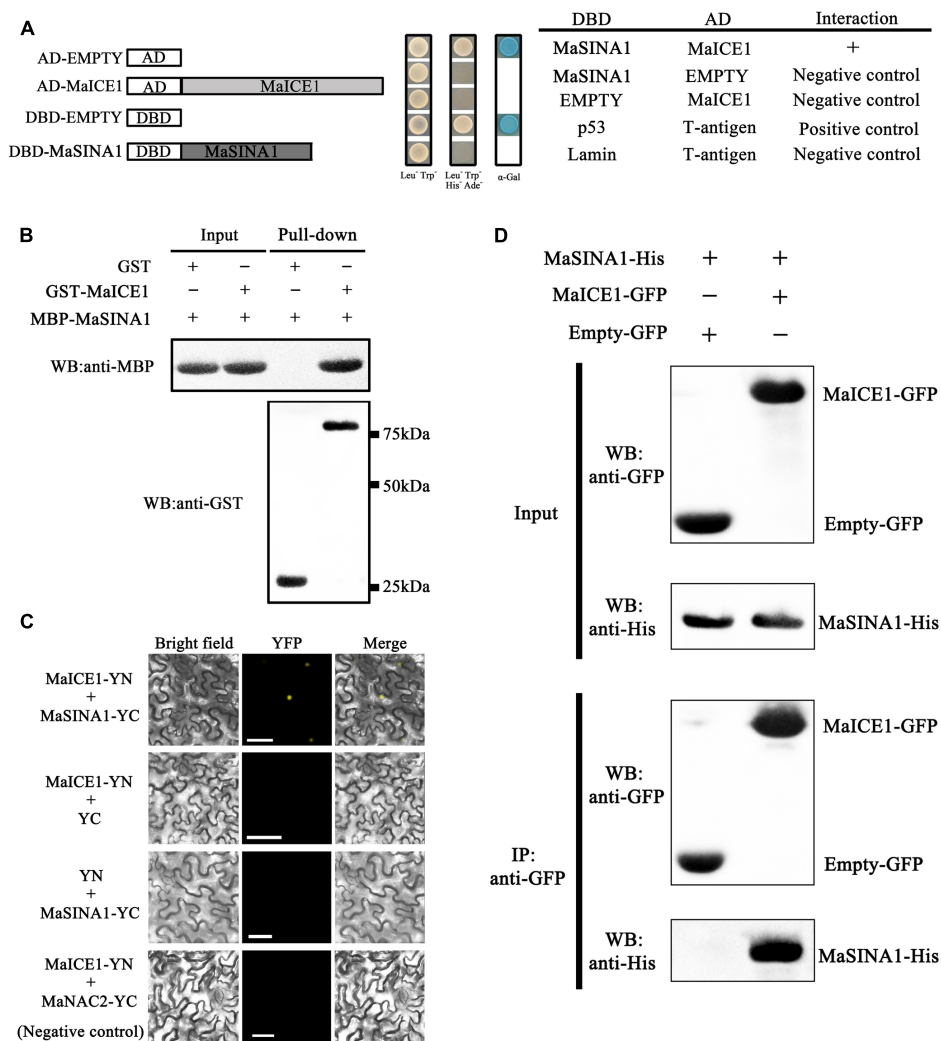 A
AD-EMPTY AD
AD-MaICE1 AD MaICE1
DBD-EMPTY DBD
DBD-MaSINA1 DBD MaSINA1
Leu⁻ Trp⁻
Leu⁻ Trp⁻
His⁻ Ade⁻
α-Gal
DBD AD Interaction
MaSINA1 MaICE1 +
MaSINA1 EMPTY Negative control
EMPTY MaICE1 Negative control
p53 T-antigen Positive control
Lamin T-antigen Negative control
B
Input Pull-down
GST + − + −
GST-MaICE1 − + − +
MBP-MaSINA1 + + + +
WB:anti-MBP
WB:anti-GST
75kDa
50kDa
25kDa
C
Bright field YFP Merge
MaICE1-YN
+
MaSINA1-YC
MaICE1-YN
+
YC
YN
+
MaSINA1-YC
MaICE1-YN
+
MaNAC2-YC
(Negative control)
D
MaSINA1-His + +
MaICE1-GFP − +
Empty-GFP + −
Input
WB:
anti-GFP
MaICE1-GFP
Empty-GFP
WB:
anti-His
MaSINA1-His
IP:
anti-GFP
WB:
anti-GFP
MaICE1-GFP
Empty-GFP
WB:
anti-His
MaSINA1-His